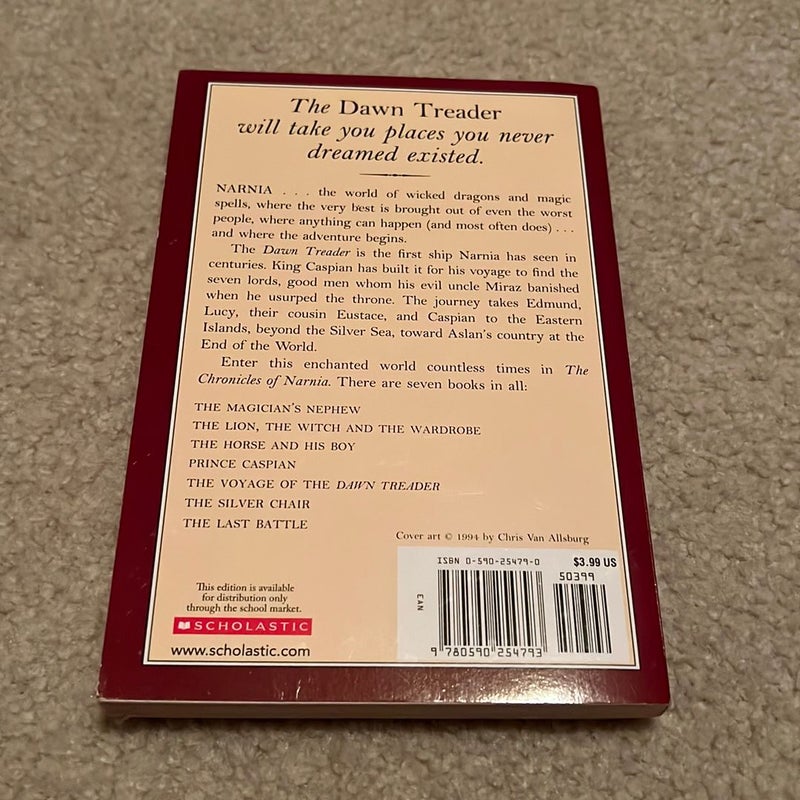 The Dawn Treader
will take you places you never
dreamed existed.
NARNIA . . . the world of wicked dragons and magic
spells, where the very best is brought out of even the worst
people, where anything can happen (and most often does) . . .
and where the adventure begins.
The Dawn Treader is the first ship Narnia has seen in
centuries. King Caspian has built it for his voyage to find the
seven lords, good men whom his evil uncle Miraz banished
when he usurped the throne. The journey takes Edmund,
Lucy, their cousin Eustace, and Caspian to the Eastern
Islands, beyond the Silver Sea, toward Aslan's country at the
End of the World.
Enter this enchanted world countless times in The
Chronicles of Narnia. There are seven books in all:
THE MAGICIAN'S NEPHEW
THE LION, THE WITCH AND THE WARDROBE
THE HORSE AND HIS BOY
PRINCE CASPIAN
THE VOYAGE OF THE DAWN TREADER
THE SILVER CHAIR
THE LAST BATTLE
Cover art © 1994 by Chris Van Allsburg
ISBN 0-590-25479-0
$3.99 US
50399
EAN
9 780590 254793
This edition is available
for distribution only
through the school market.
SCHOLASTIC
www.scholastic.com